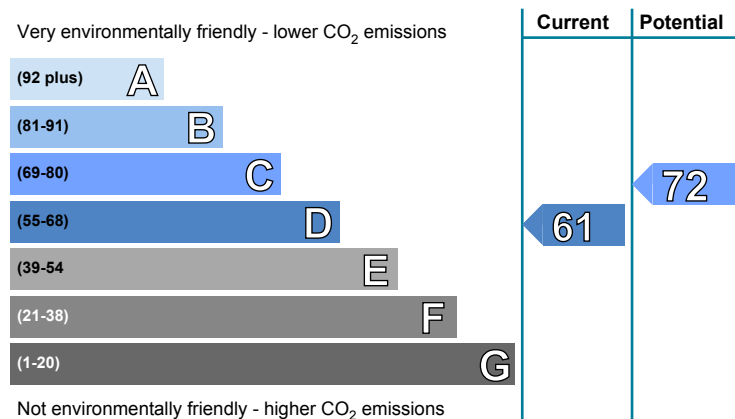 Very environmentally friendly - lower CO₂ emissions
Current
Potential
(92 plus) A
(81-91) B
(69-80) C
72
(55-68) D
61
(39-54 E
(21-38) F
(1-20) G
Not environmentally friendly - higher CO₂ emissions